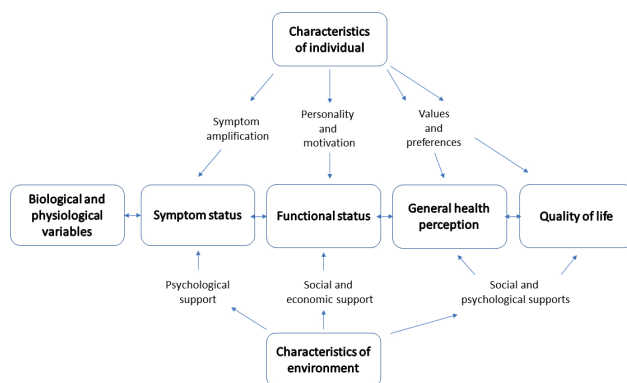 Characteristics
of individual
Symptom
amplification
Personality
and
motivation
Values
and
preferences
Biological and
physiological
variables
Symptom status
Functional status
General health
perception
Quality of life
Psychological
support
Social and
economic support
Social and
psychological supports
Characteristics of
environment